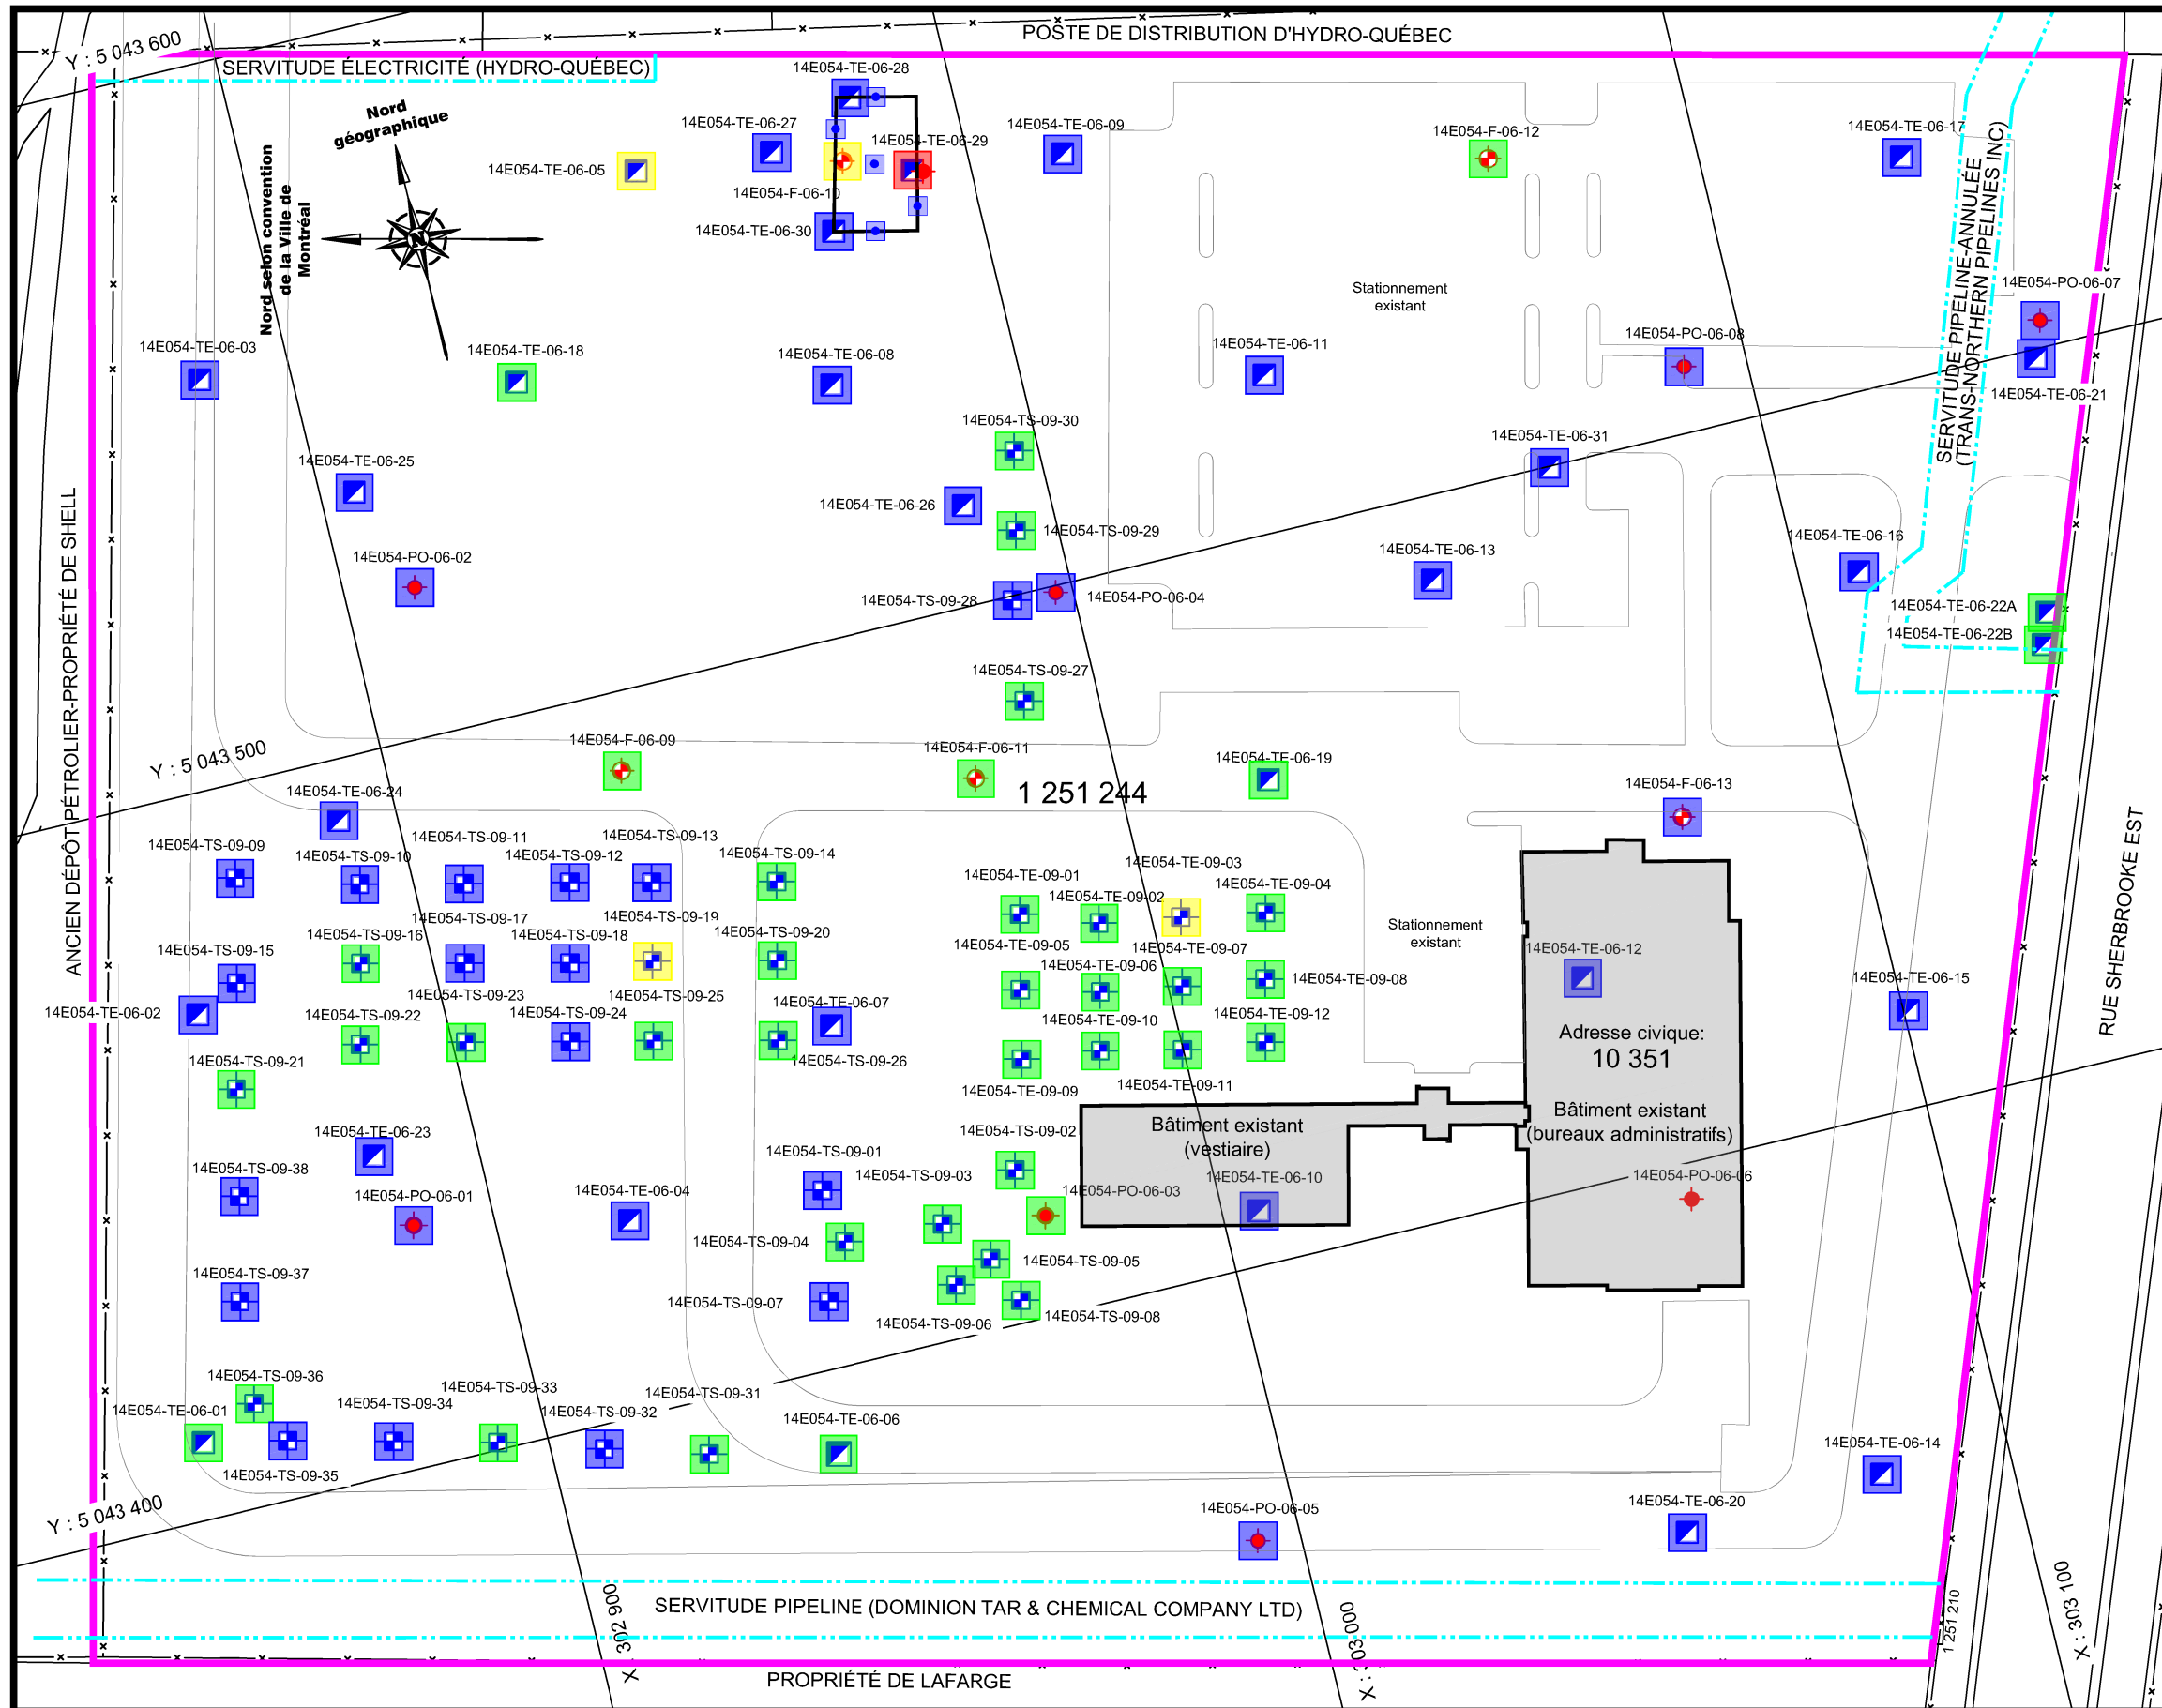 POSTE DE DISTRIBUTION D'HYDRO-QUÉBEC
Y : 5 043 600
SERVITUDE ÉLECTRICITÉ (HYDRO-QUÉBEC)
14E054-TE-06-28
Nord
géographique
14E054-TE-06-27
14E054-TE-06-29
14E054-TE-06-09
14E054-F-06-12
14E054-TE-06-17
14E054-TE-06-05
14E054-F-06-10
14E054-TE-06-30
Nord selon convention
de la Ville de
Montréal
N
SERVITUDE PIPELINE-ANNULÉE
(TRANS-NORTHERN PIPELINES INC)
Stationnement
existant
14E054-PO-06-07
14E054-TE-06-03
14E054-TE-06-18
14E054-TE-06-08
14E054-TE-06-11
14E054-PO-06-08
14E054-TE-06-21
14E054-TS-09-30
14E054-TE-06-31
14E054-TE-06-25
14E054-TE-06-26
14E054-TS-09-29
14E054-TE-06-13
14E054-TE-06-16
14E054-PO-06-02
14E054-TS-09-28
14E054-PO-06-04
14E054-TE-06-22A
14E054-TE-06-22B
ANCIEN DÉPÔT PÉTROLIER-PROPRIÉTÉ DE SHELL
14E054-TS-09-27
Y : 5 043 500
14E054-F-06-09
14E054-F-06-11
14E054-TE-06-19
1 251 244
14E054-F-06-13
14E054-TE-06-24
14E054-TS-09-09
14E054-TS-09-10
14E054-TS-09-11
14E054-TS-09-12
14E054-TS-09-13
14E054-TS-09-14
14E054-TE-09-01
14E054-TE-09-02
14E054-TE-09-03
14E054-TE-09-04
RUE SHERBROOKE EST
14E054-TS-09-15
14E054-TS-09-16
14E054-TS-09-17
14E054-TS-09-18
14E054-TS-09-19
14E054-TS-09-20
14E054-TE-09-05
14E054-TE-09-06
14E054-TE-09-07
14E054-TE-09-08
Stationnement
existant
14E054-TE-06-12
14E054-TE-06-15
14E054-TE-06-02
14E054-TS-09-21
14E054-TS-09-22
14E054-TS-09-23
14E054-TS-09-24
14E054-TS-09-25
14E054-TE-06-07
14E054-TS-09-26
14E054-TE-09-09
14E054-TE-09-10
14E054-TE-09-11
14E054-TE-09-12
Adresse civique:
10 351
Bâtiment existant
(bureaux administratifs)
14E054-PO-06-06
Bâtiment existant
(vestiaire)
14E054-TE-06-10
14E054-TE-06-23
14E054-TS-09-38
14E054-PO-06-01
14E054-TE-06-04
14E054-TS-09-01
14E054-TS-09-02
14E054-TS-09-03
14E054-PO-06-03
14E054-TS-09-04
14E054-TS-09-05
14E054-TS-09-37
14E054-TS-09-07
14E054-TS-09-06
14E054-TS-09-08
14E054-TS-09-36
14E054-TE-06-01
14E054-TS-09-35
14E054-TS-09-34
14E054-TS-09-33
14E054-TS-09-32
14E054-TS-09-31
14E054-TE-06-06
14E054-TE-06-14
Y : 5 043 400
14E054-PO-06-05
14E054-TE-06-20
SERVITUDE PIPELINE (DOMINION TAR & CHEMICAL COMPANY LTD)
X : 302 900
X : 303 000
1 251 210
X : 303 100
PROPRIÉTÉ DE LAFARGE